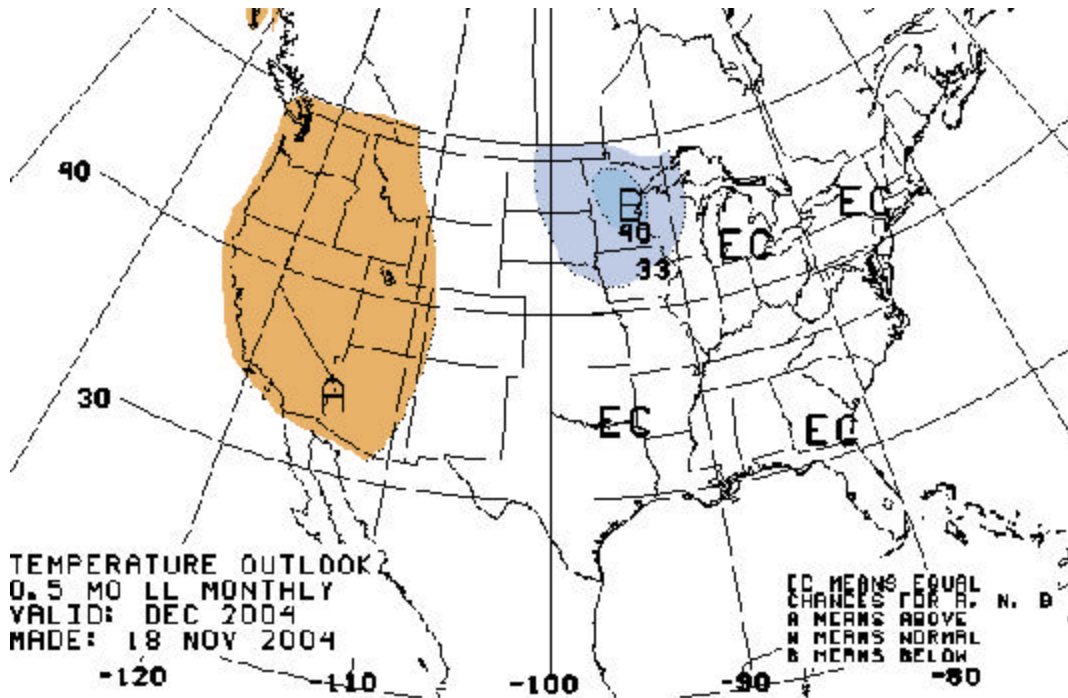 40
B
EC
40
EC
33
A
30
EC
EC
TEMPERATURE OUTLOOK
0.5 MO LL MONTHLY
VALID: DEC 2004
MADE: 18 NOV 2004
EC MEANS EQUAL
CHANCES FOR A, N, B
A MEANS ABOVE
N MEANS NORMAL
B MEANS BELOW
-120
-110
-100
-90
-80